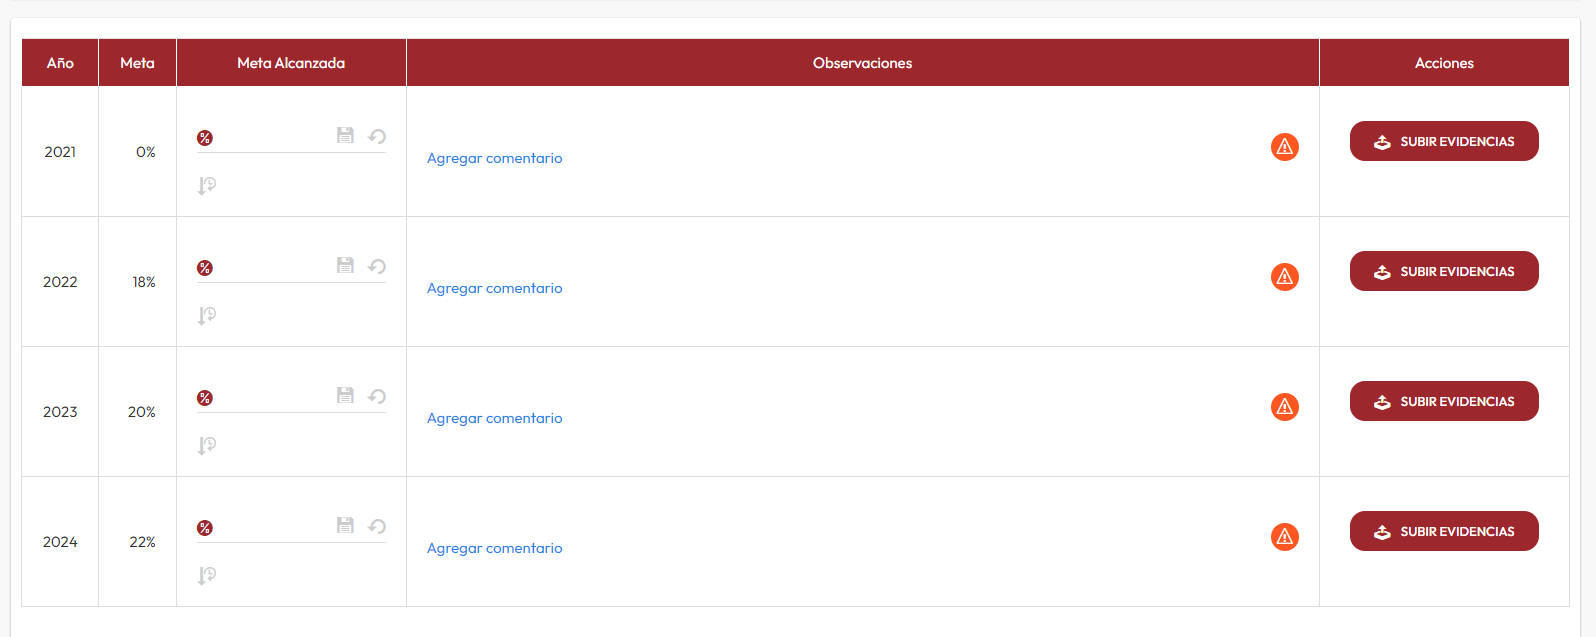 Año Meta Meta Alcanzada Observaciones Acciones
2021 0% % Agregar comentario SUBIR EVIDENCIAS
2022 18% % Agregar comentario SUBIR EVIDENCIAS
2023 20% % Agregar comentario SUBIR EVIDENCIAS
2024 22% % Agregar comentario SUBIR EVIDENCIAS